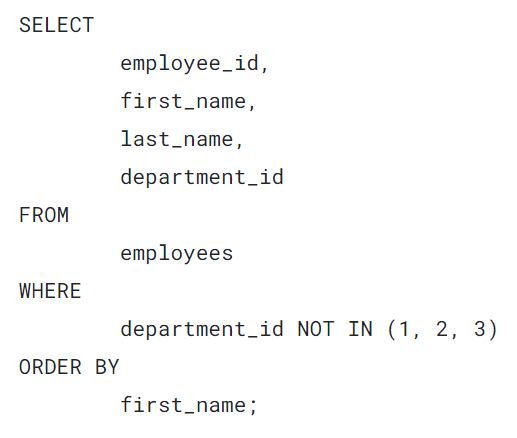 SELECT
employee_id,
first_name,
last_name,
department_id
FROM
employees
WHERE
department_id NOT IN (1, 2, 3)
ORDER BY
first_name;